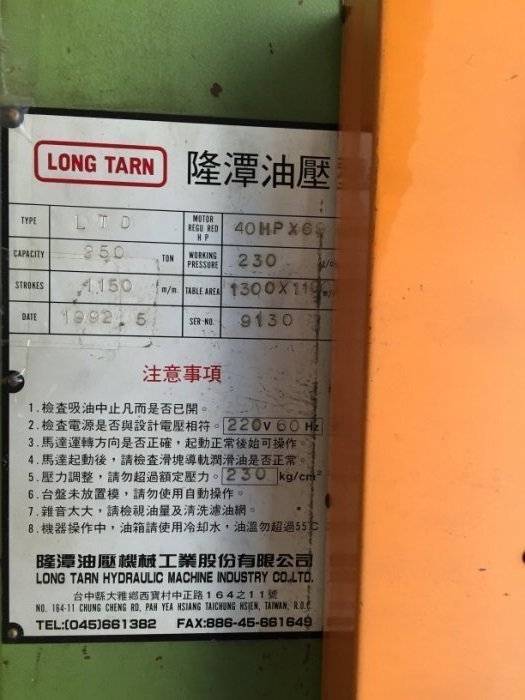 LONG TARN 隆潭油壓
TYPE LTD MOTOR REQU RED H P 40HPX6
CAPACITY 250 TON WORKING PRESSURE 230
STROKES 1150 m/m TABLE AREA 1300X11
DATE 1992.5 SER-NO. 9130
注意事項
1.檢查吸油中止凡而是否已開。
2.檢查電源是否與設計電壓相符。220V 60 Hz
3.馬達運轉方向是否正確,起動正常後始可操作。
4.馬達起動後,請檢查滑塊導軌潤滑油是否正常。
5.壓力調整,請勿超過額定壓力。230 kg/cm²
6.台盤未放置模,請勿使用自動操作。
7.雜音太大,請檢視油量及清洗濾油網。
8.機器操作中,油箱請使用冷却水,油溫勿超過55℃
隆潭油壓機械工業股份有限公司
LONG TARN HYDRAULIC MACHINE INDUSTRY CO.,LTD.
台中縣大雅鄉西寶村中正路164之11號
NO. 164-11 CHUNG CHENG RD, PAH YEA HSIANG TAICHUNG HSIEN, TAIWAN, R.O.C.
TEL:(045)661382 FAX:886-45-661649